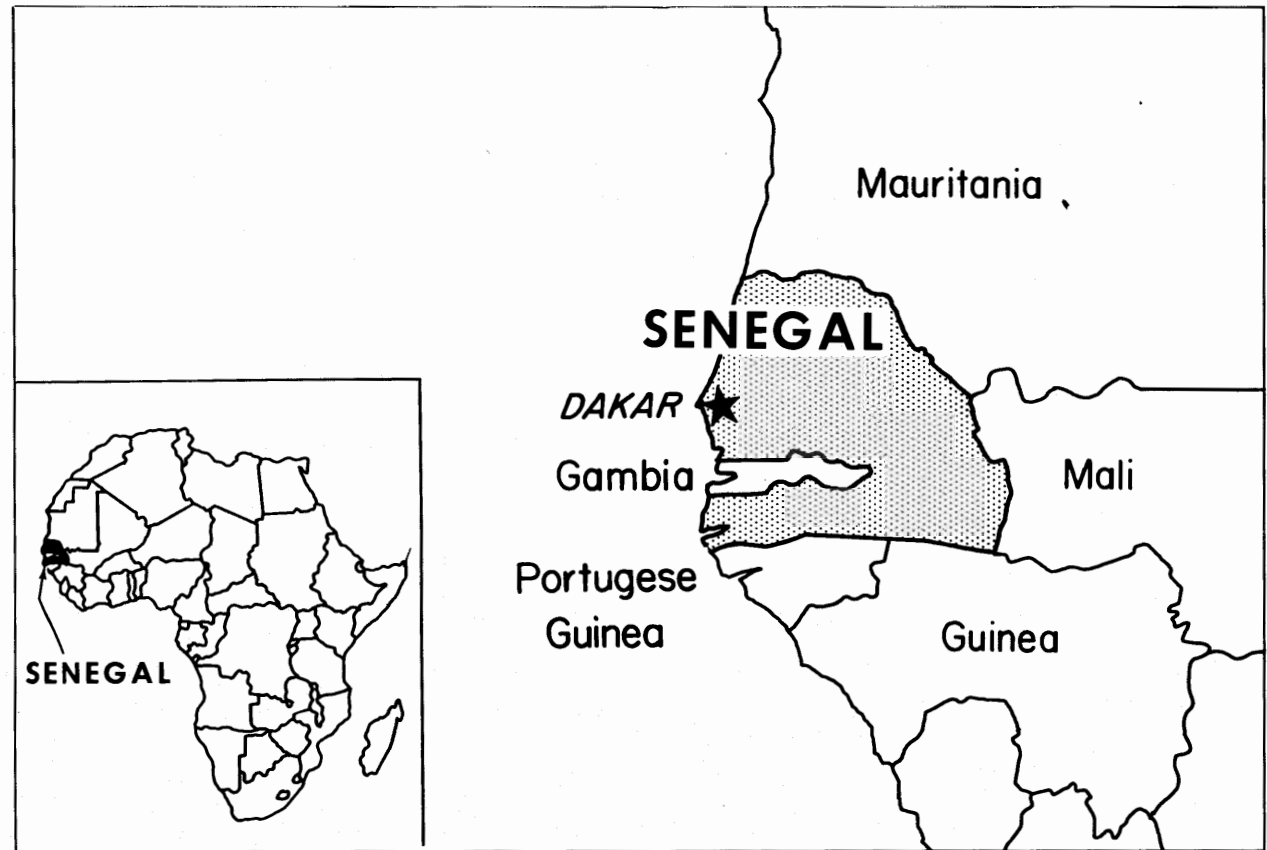 Mauritania
SENEGAL
DAKAR
Gambia
Mali
Portugese
Guinea
Guinea
SENEGAL